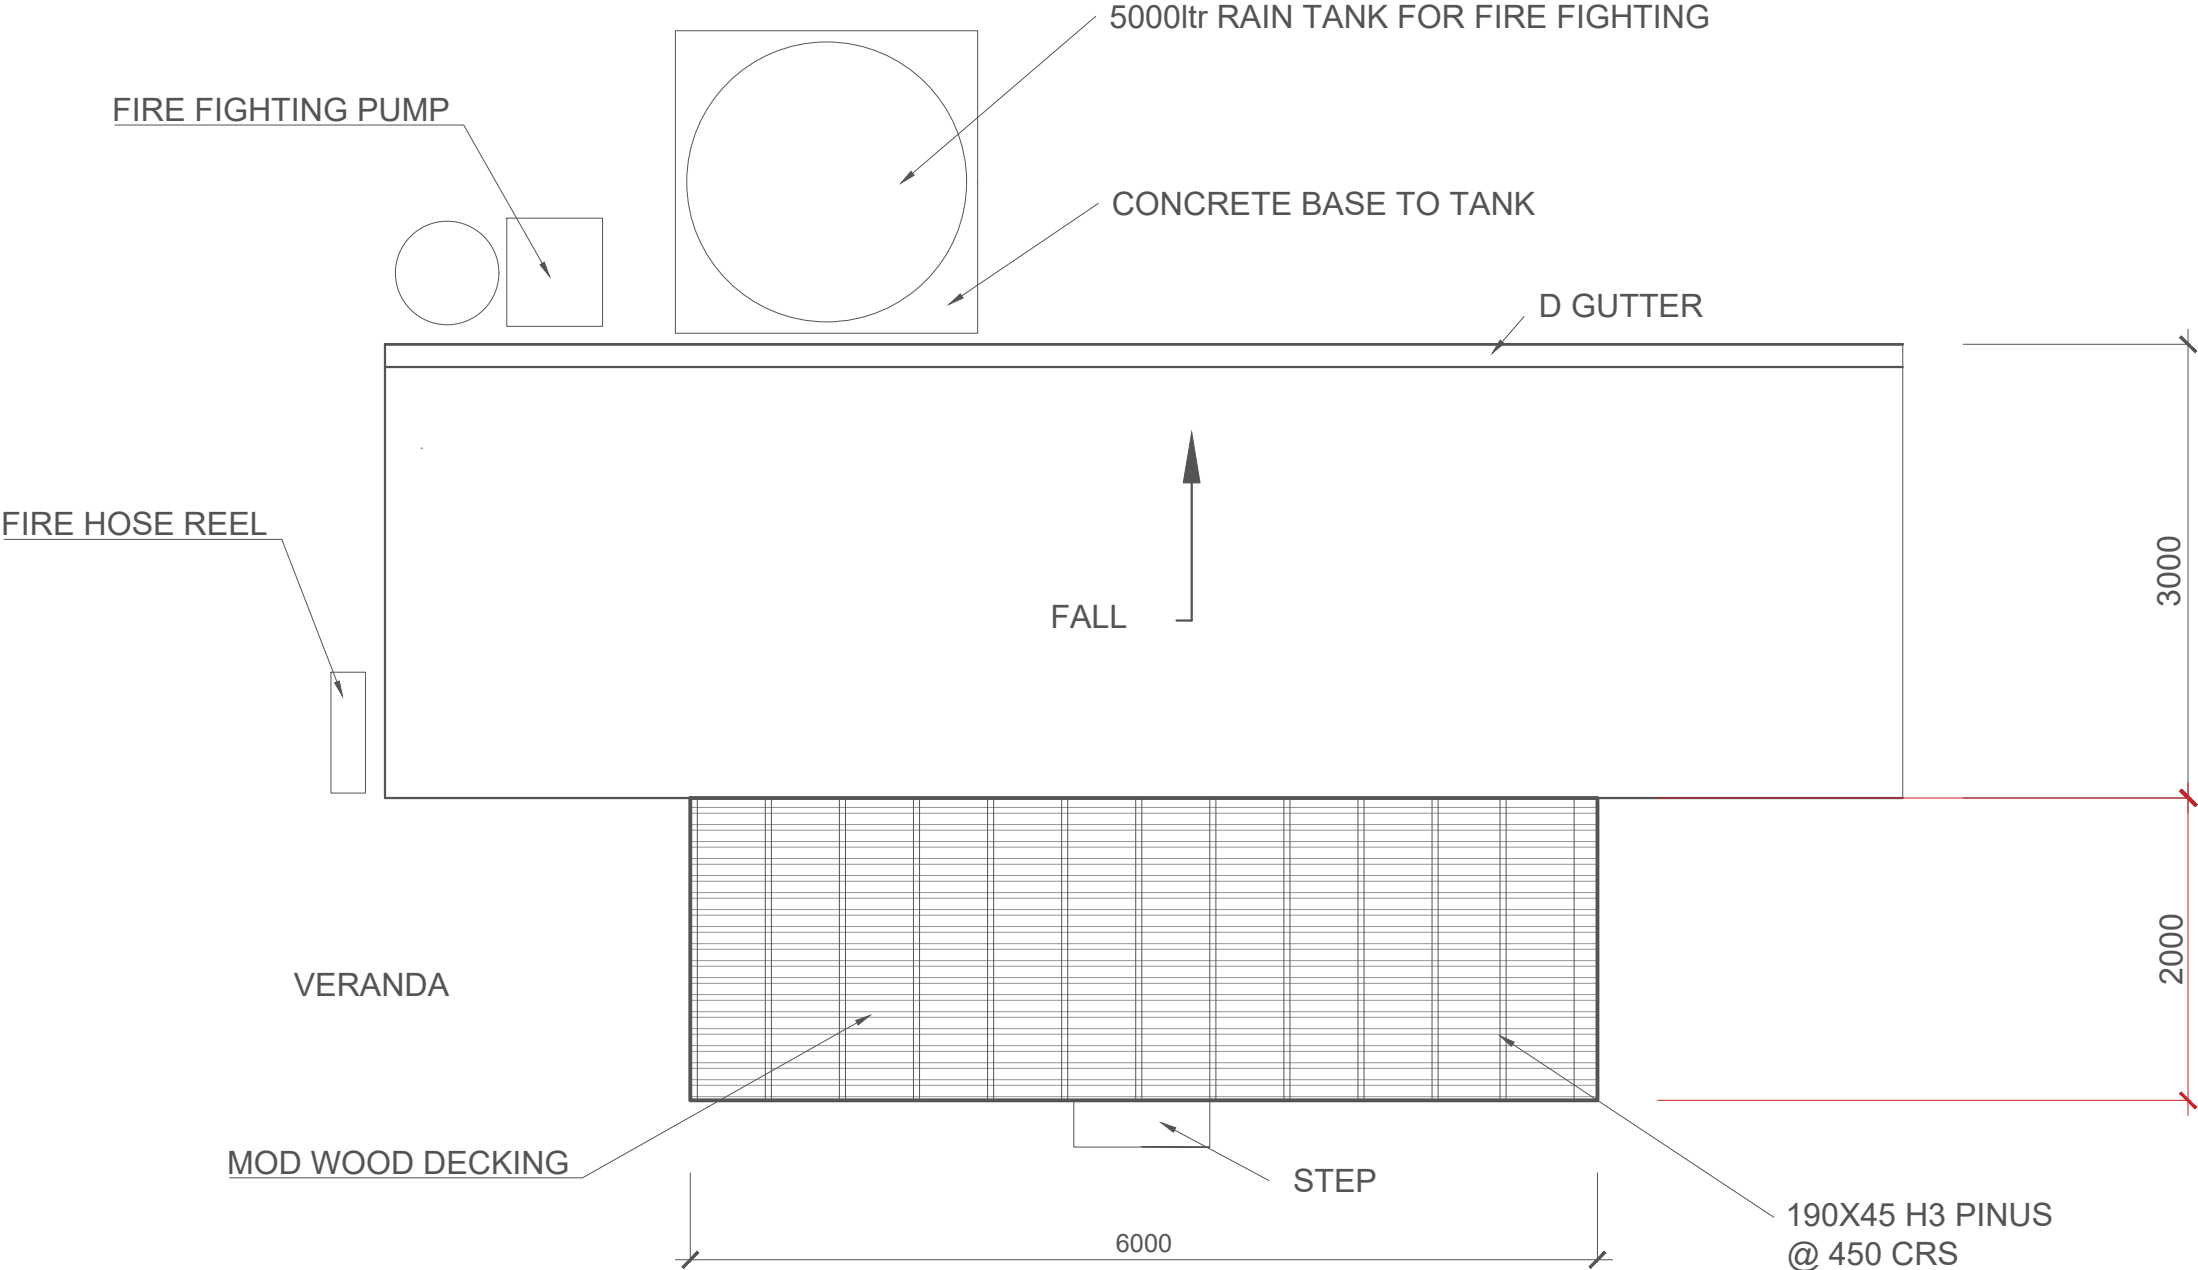 5000ltr RAIN TANK FOR FIRE FIGHTING
FIRE FIGHTING PUMP
CONCRETE BASE TO TANK
D GUTTER
FIRE HOSE REEL
3000
FALL
2000
VERANDA
MOD WOOD DECKING
STEP
190X45 H3 PINUS
@ 450 CRS
6000